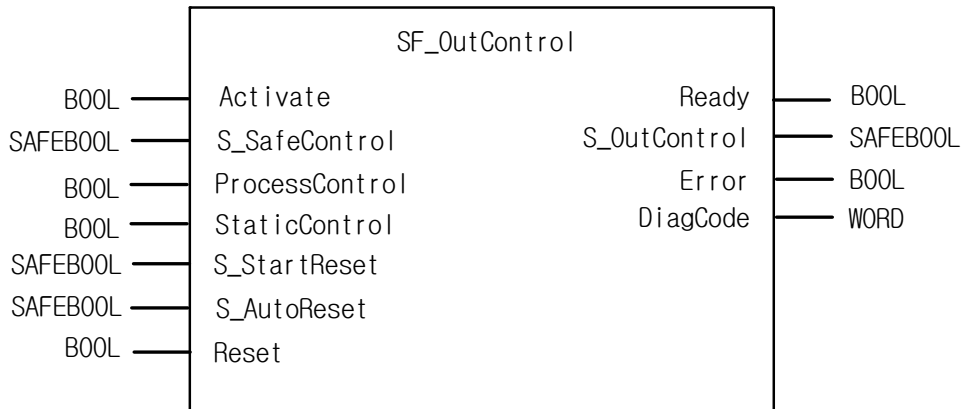 SF_OutControl
BOOL Activate Ready BOOL
SAFEBOOL S_SafeControl S_OutControl SAFEBOOL
BOOL ProcessControl Error BOOL
BOOL StaticControl DiagCode WORD
SAFEBOOL S_StartReset
SAFEBOOL S_AutoReset
BOOL Reset